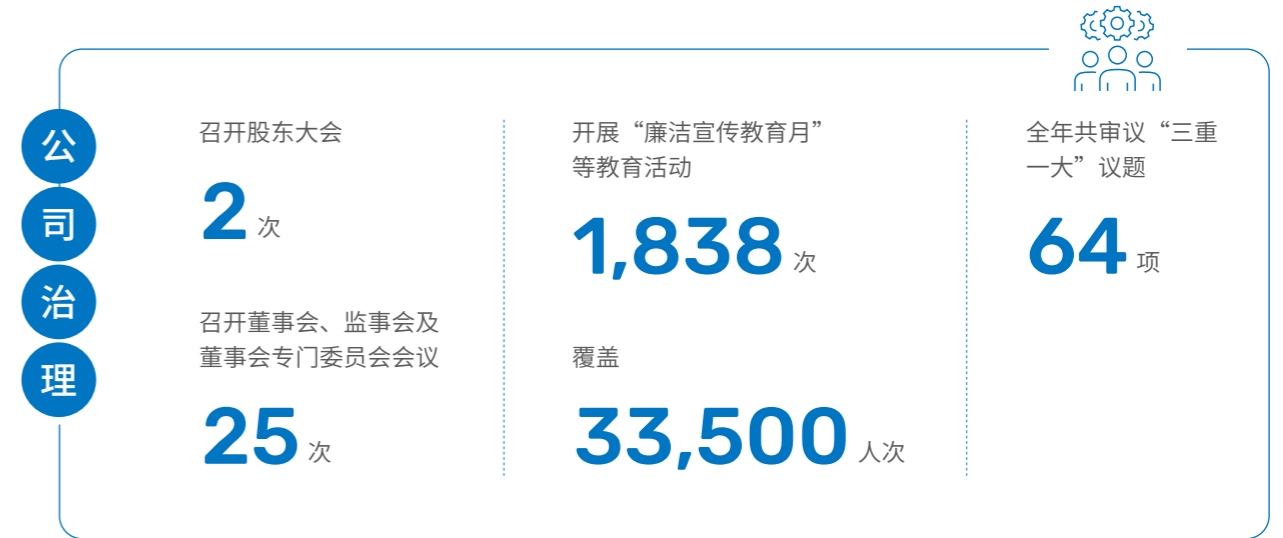 公
司
治
理
召开股东大会
2 次
召开董事会、监事会及
董事会专门委员会会议
25 次
开展“廉洁宣传教育月”
等教育活动
1,838 次
覆盖
33,500 人次
全年共审议“三重
一大”议题
64 项